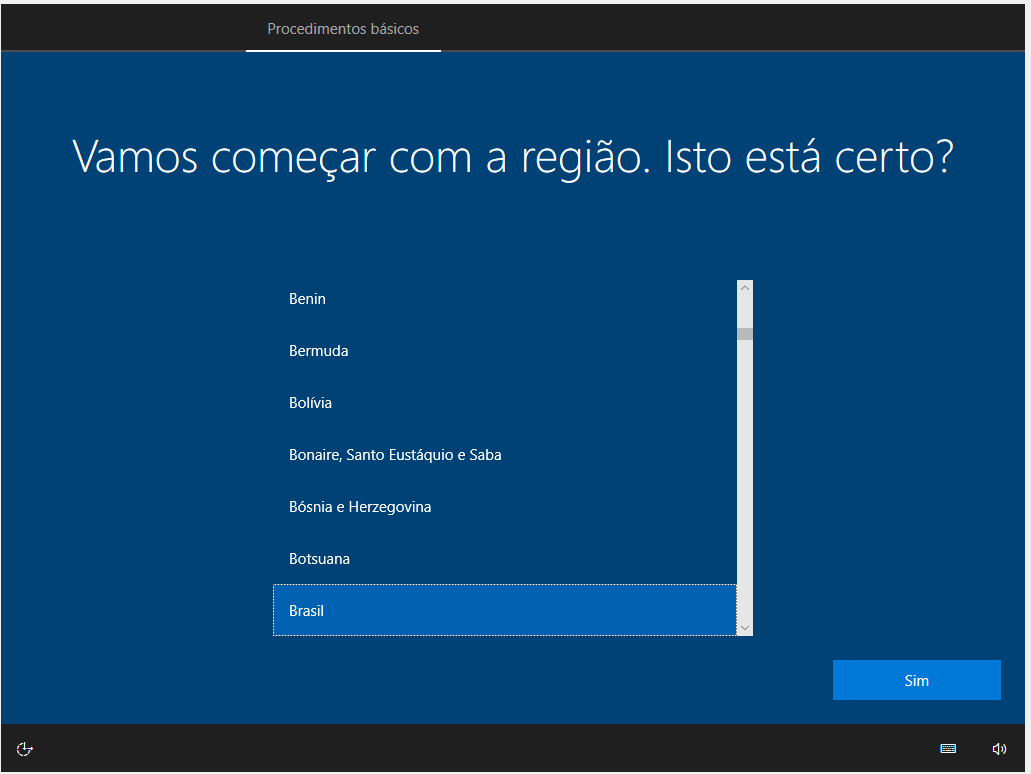 Procedimentos básicos
Vamos começar com a região. Isto está certo?
Benin
Bermuda
Bolívia
Bonaire, Santo Eustáquio e Saba
Bósnia e Herzegovina
Botsuana
Brasil
Sim